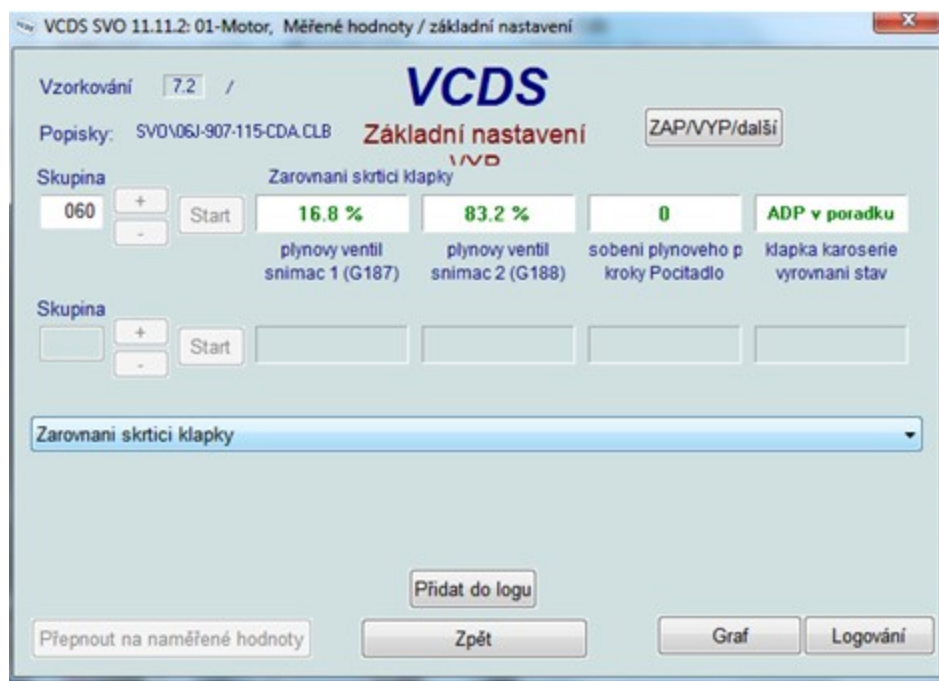 VCDS SVO 11.11.2: 01-Motor, Měřené hodnoty / základní nastavení
Vzorkování 7.2 /
VCDS
Popisky: SVO\06J-907-115-CDA.CLB
Základní nastavení
VYP
ZAP/VYP/další
Skupina
Zarovnani skrtici klapky
060 + - Start 16.8 % 83.2 % 0 ADP v poradku
plynovy ventil
snimac 1 (G187)
plynovy ventil
snimac 2 (G188)
sobeni plynoveho p
kroky Pocitadlo
klapka karoserie
vyrovnani stav
Skupina
+ - Start
Zarovnani skrtici klapky
Přidat do logu
Přepnout na naměřené hodnoty
Zpět
Graf
Logování